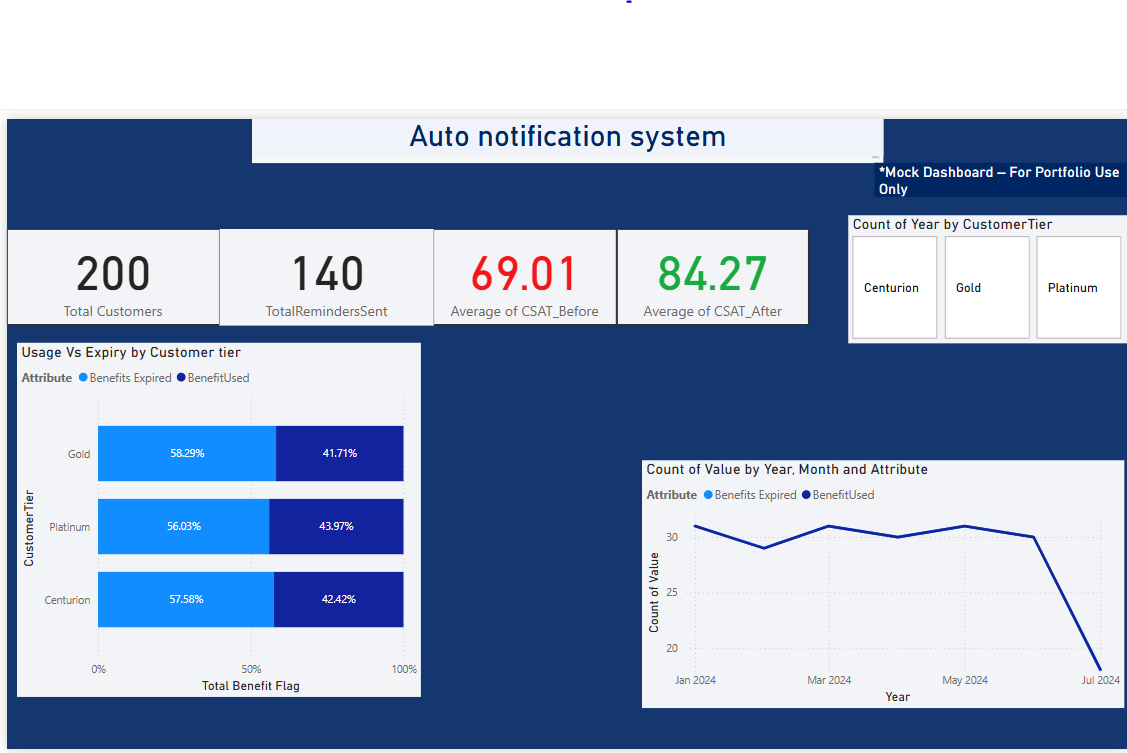 Auto notification system
*Mock Dashboard – For Portfolio Use
Only
200
Total Customers
140
TotalRemindersSent
69.01
Average of CSAT_Before
84.27
Average of CSAT_After
Count of Year by CustomerTier
Centurion
Gold
Platinum
Usage Vs Expiry by Customer tier
Attribute Benefits Expired BenefitUsed
CustomerTier
Gold 58.29% 41.71%
Platinum 56.03% 43.97%
Centurion 57.58% 42.42%
0% 50% 100%
Total Benefit Flag
Count of Value by Year, Month and Attribute
Attribute Benefits Expired BenefitUsed
Count of Value
30
25
20
Jan 2024 Mar 2024 May 2024 Jul 2024
Year